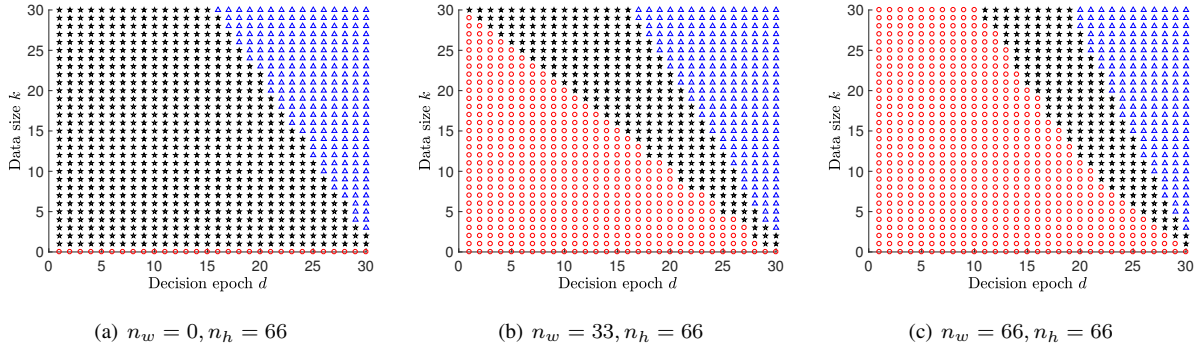 30
25
20
15
10
5
0
Data size k
0 5 10 15 20 25 30
Decision epoch d
(a) n_w = 0, n_h = 66
30
25
20
15
10
5
0
Data size k
0 5 10 15 20 25 30
Decision epoch d
(b) n_w = 33, n_h = 66
30
25
20
15
10
5
0
Data size k
0 5 10 15 20 25 30
Decision epoch d
(c) n_w = 66, n_h = 66